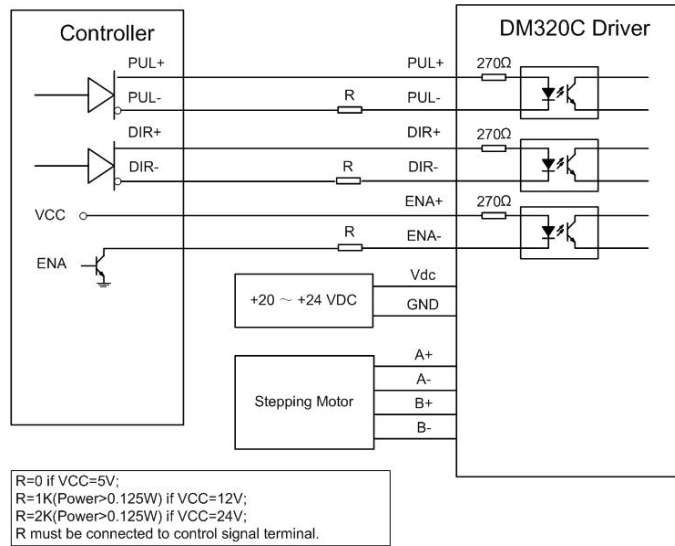 Controller
DM320C Driver
PUL+
PUL+
270Ω
PUL-
R
PUL-
DIR+
DIR+
270Ω
DIR-
R
DIR-
VCC
ENA+
270Ω
ENA
R
ENA-
+20 ～ +24 VDC
Vdc
GND
Stepping Motor
A+
A-
B+
B-
R=0 if VCC=5V;
R=1K(Power>0.125W) if VCC=12V;
R=2K(Power>0.125W) if VCC=24V;
R must be connected to control signal terminal.